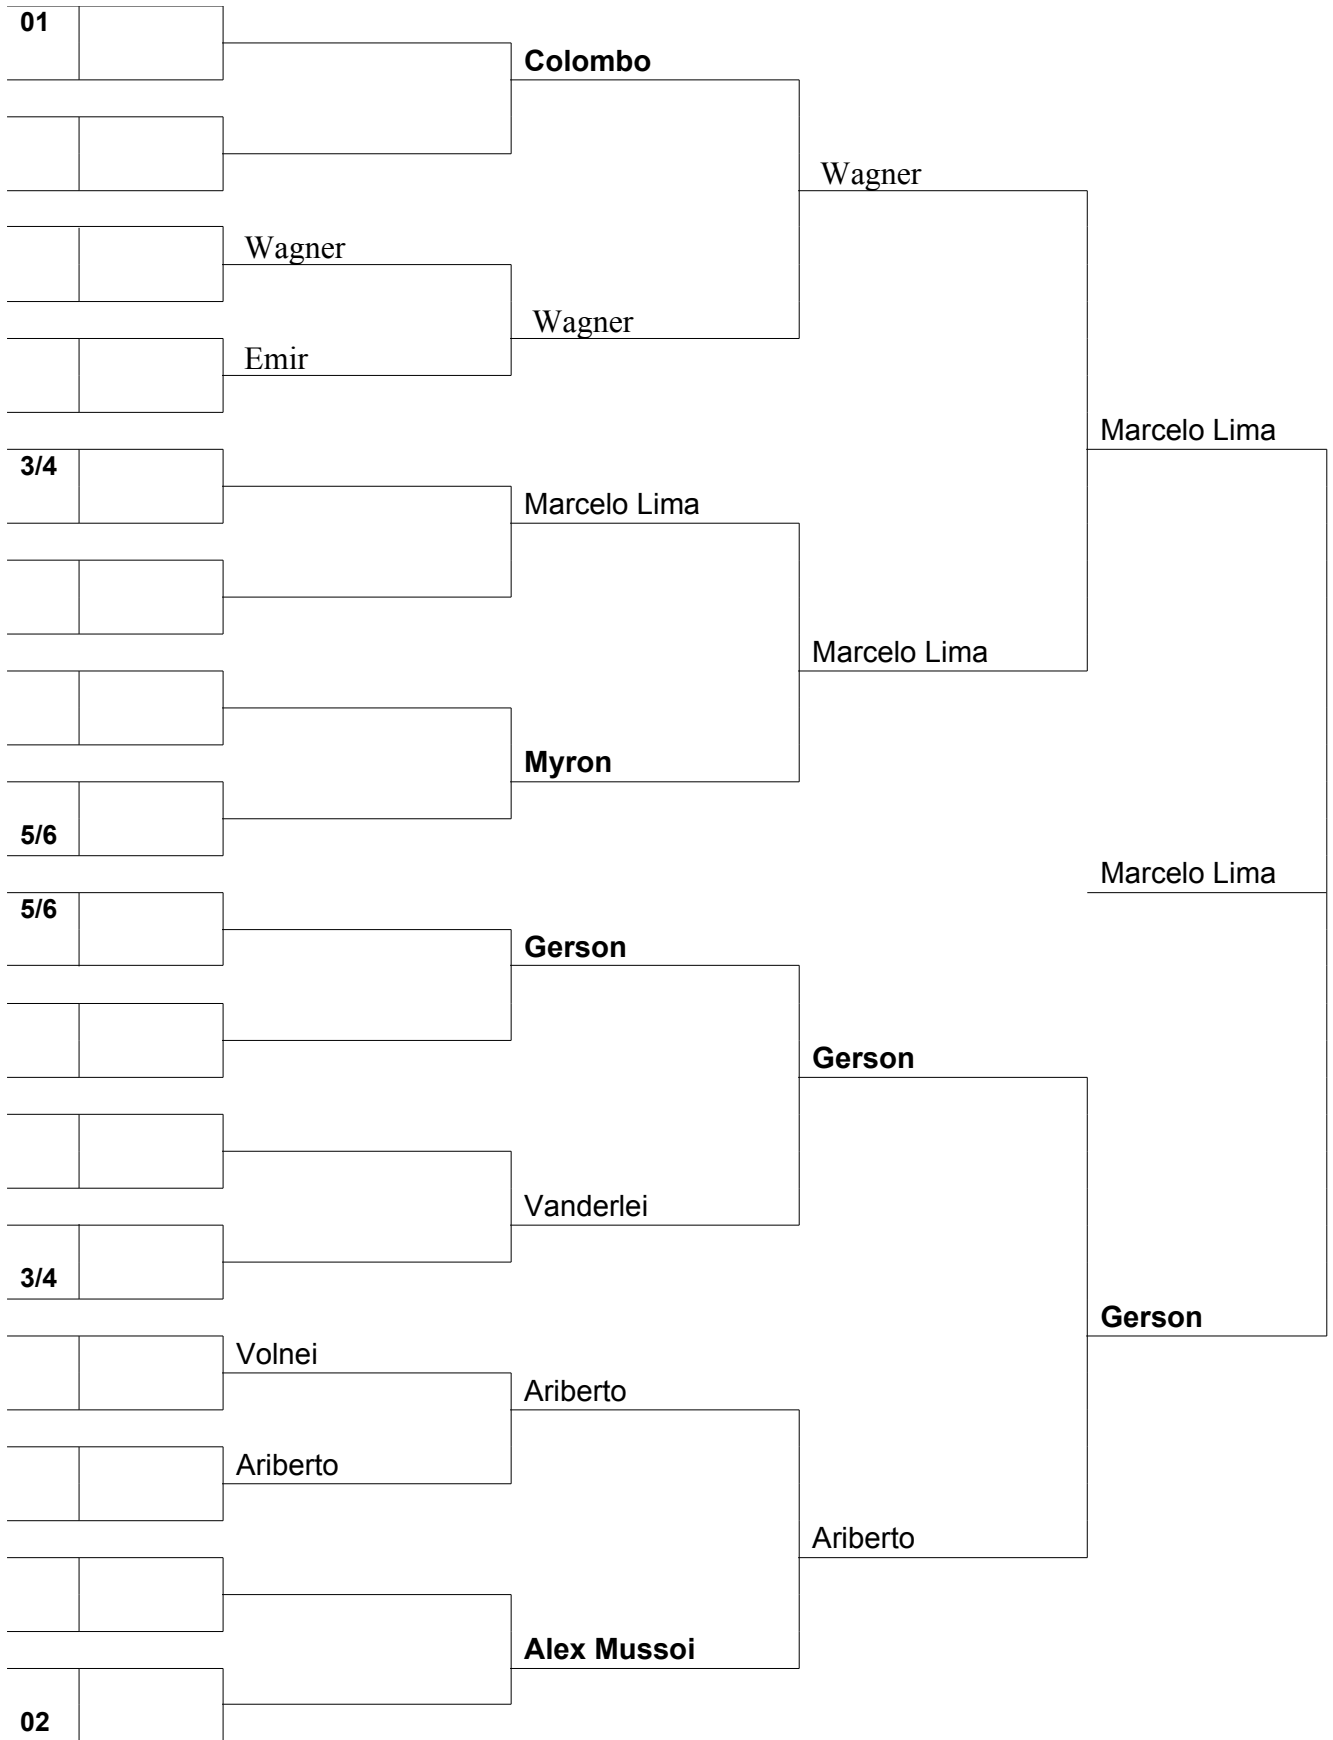 01
Colombo
Wagner
Wagner
Wagner
Emir
Marcelo Lima
3/4
Marcelo Lima
Marcelo Lima
Myron
5/6
Marcelo Lima
5/6
Gerson
Gerson
Vanderlei
3/4
Gerson
Volnei
Ariberto
Ariberto
Ariberto
Alex Mussoi
02